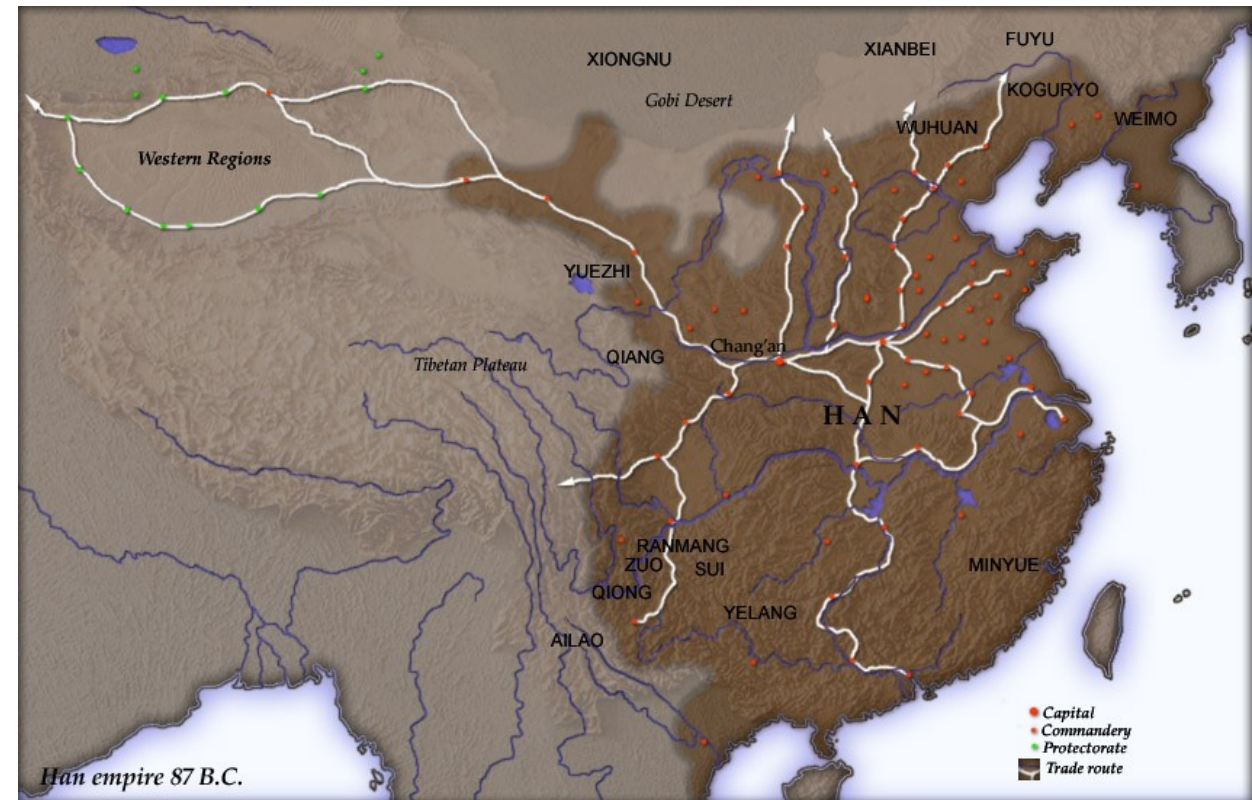 FUYU
XIANBEI
XIONGNU
KOGURYO
Gobi Desert
WEIMO
WUHUAN
Western Regions
YUEZHI
Chang'an
QIANG
Tibetan Plateau
HAN
RANMANG
ZUO
SUI
MINYUE
QIONG
YELANG
AILAO
Capital
Commandery
Protectorate
Trade route
Han empire 87 B.C.